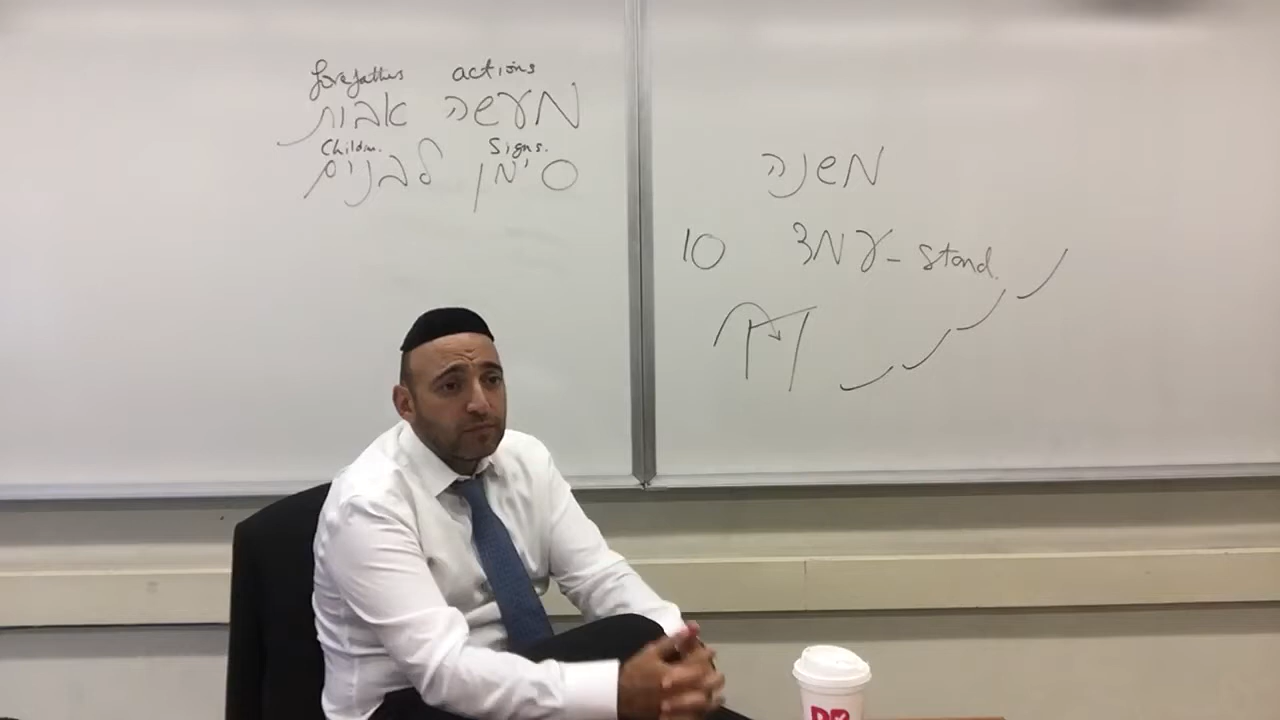 forefathers actions
מעשה אבות
Children. Signs.
סימן לבנים
משנה
10 עמד - stand.